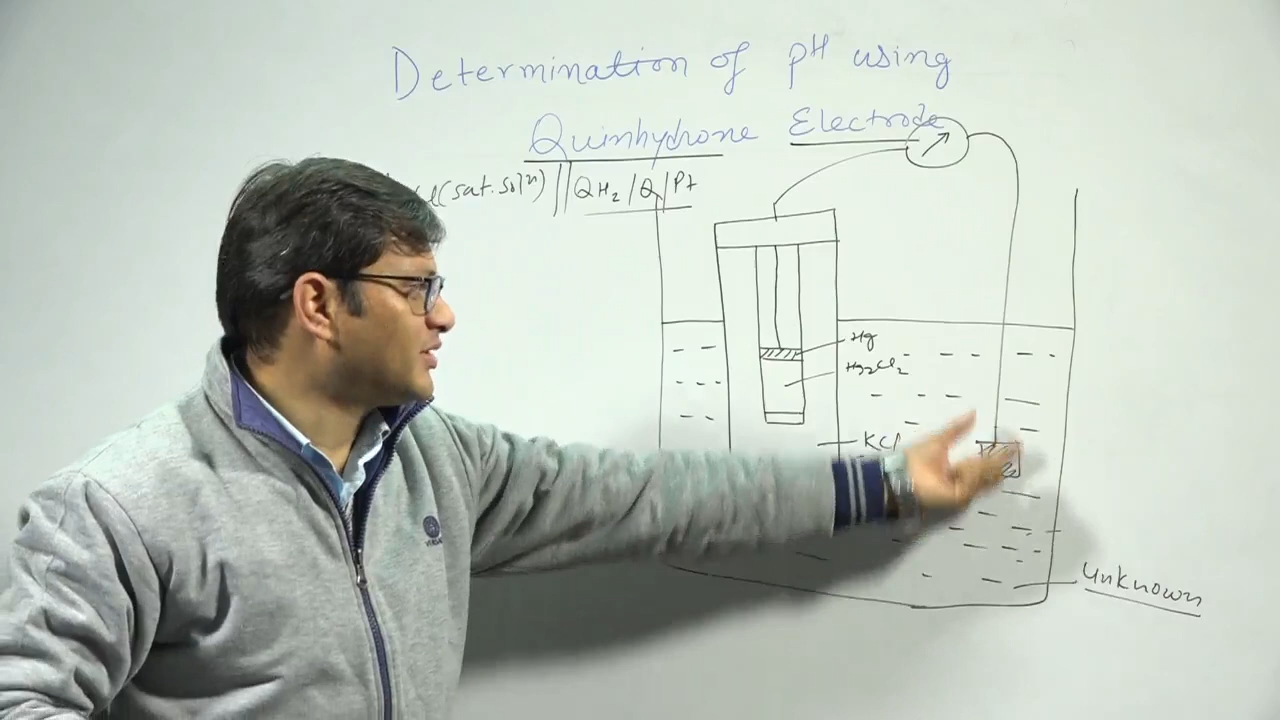 Determination of pH using
Quinhydrone Electrode
(sat. soln) || QH2/Q/Pt
Hg
Hg2Cl2
KCl
Unknown